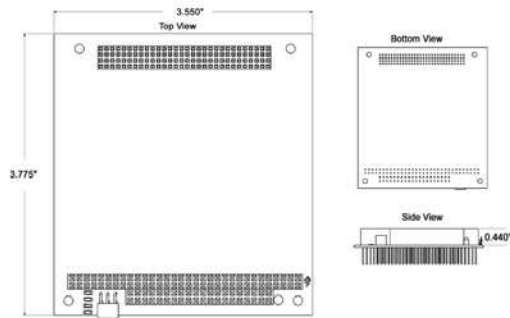 3.550"
Top View
Bottom View
3.775"
Side View
0.440"